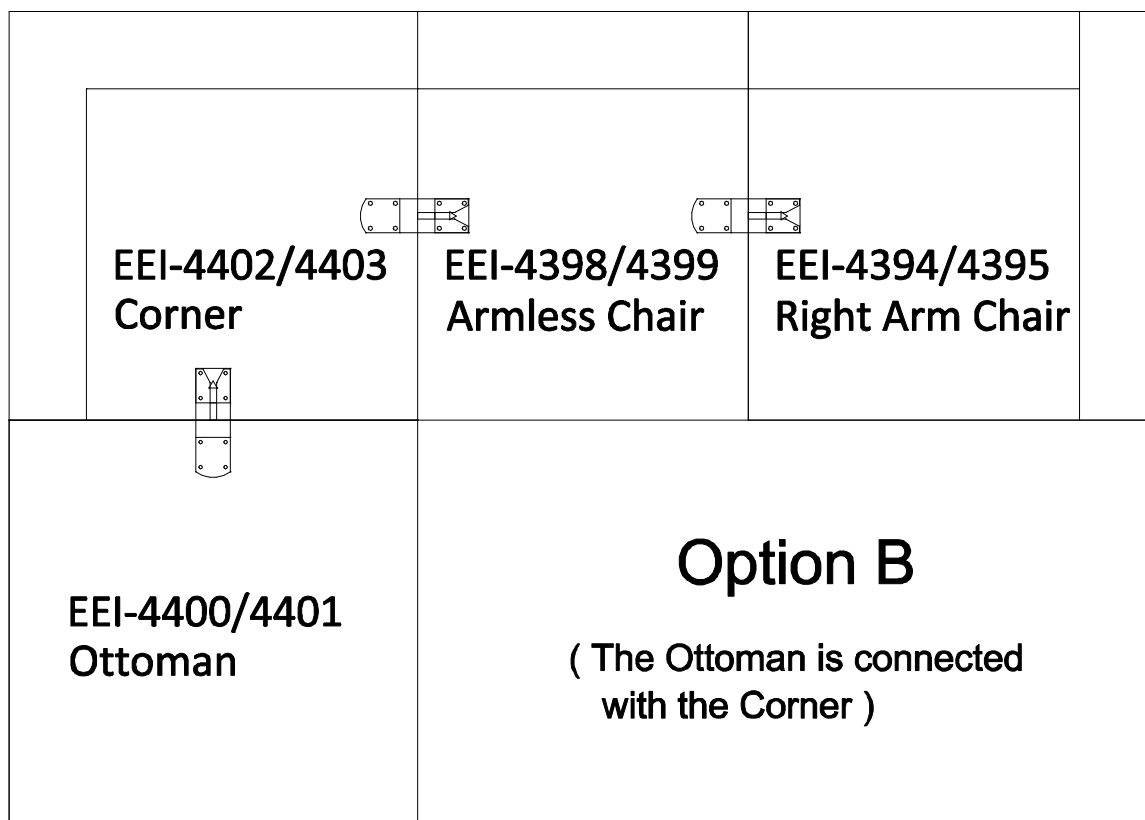 EEI-4402/4403
Corner
EEI-4398/4399
Armless Chair
EEI-4394/4395
Right Arm Chair
EEI-4400/4401
Ottoman
Option B
( The Ottoman is connected
with the Corner )